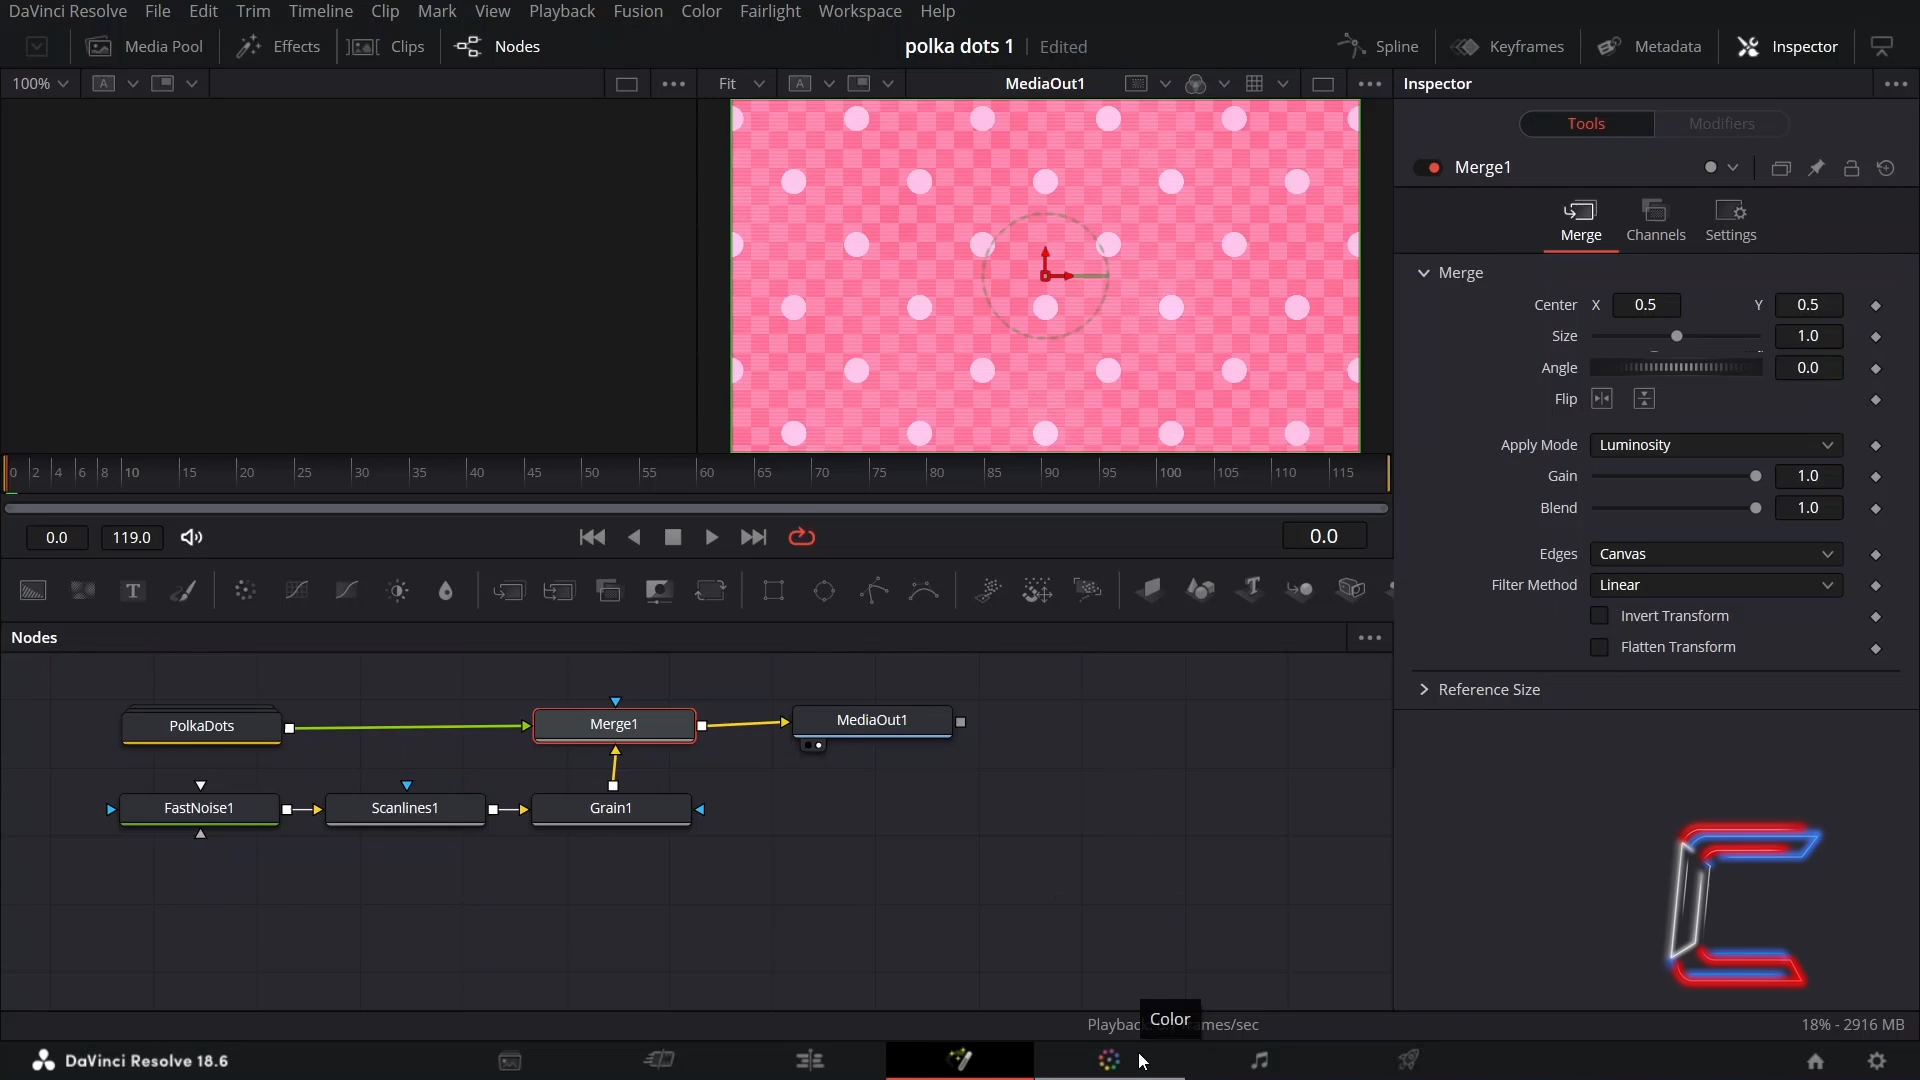 DaVinci Resolve File Edit Trim Timeline Clip Mark View Playback Fusion Color Fairlight Workspace Help
Media Pool Effects Clips Nodes polka dots 1 Edited Spline Keyframes Metadata Inspector
100% A Fit A MediaOut1 Inspector
Tools Modifiers
Merge1
Merge Channels Settings
Merge
Center X 0.5 Y 0.5
Size 1.0
Angle 0.0
Flip
Apply Mode Luminosity
Gain 1.0
Blend 1.0
Edges Canvas
Filter Method Linear
Invert Transform
Flatten Transform
Reference Size
0 2 4 6 8 10 15 20 25 30 35 40 45 50 55 60 65 70 75 80 85 90 95 100 105 110 115
0.0 119.0 0.0
T T
Nodes
PolkaDots Merge1 MediaOut1
FastNoise1 Scanlines1 Grain1
Color
Playback mes/sec 18% - 2916 MB
DaVinci Resolve 18.6